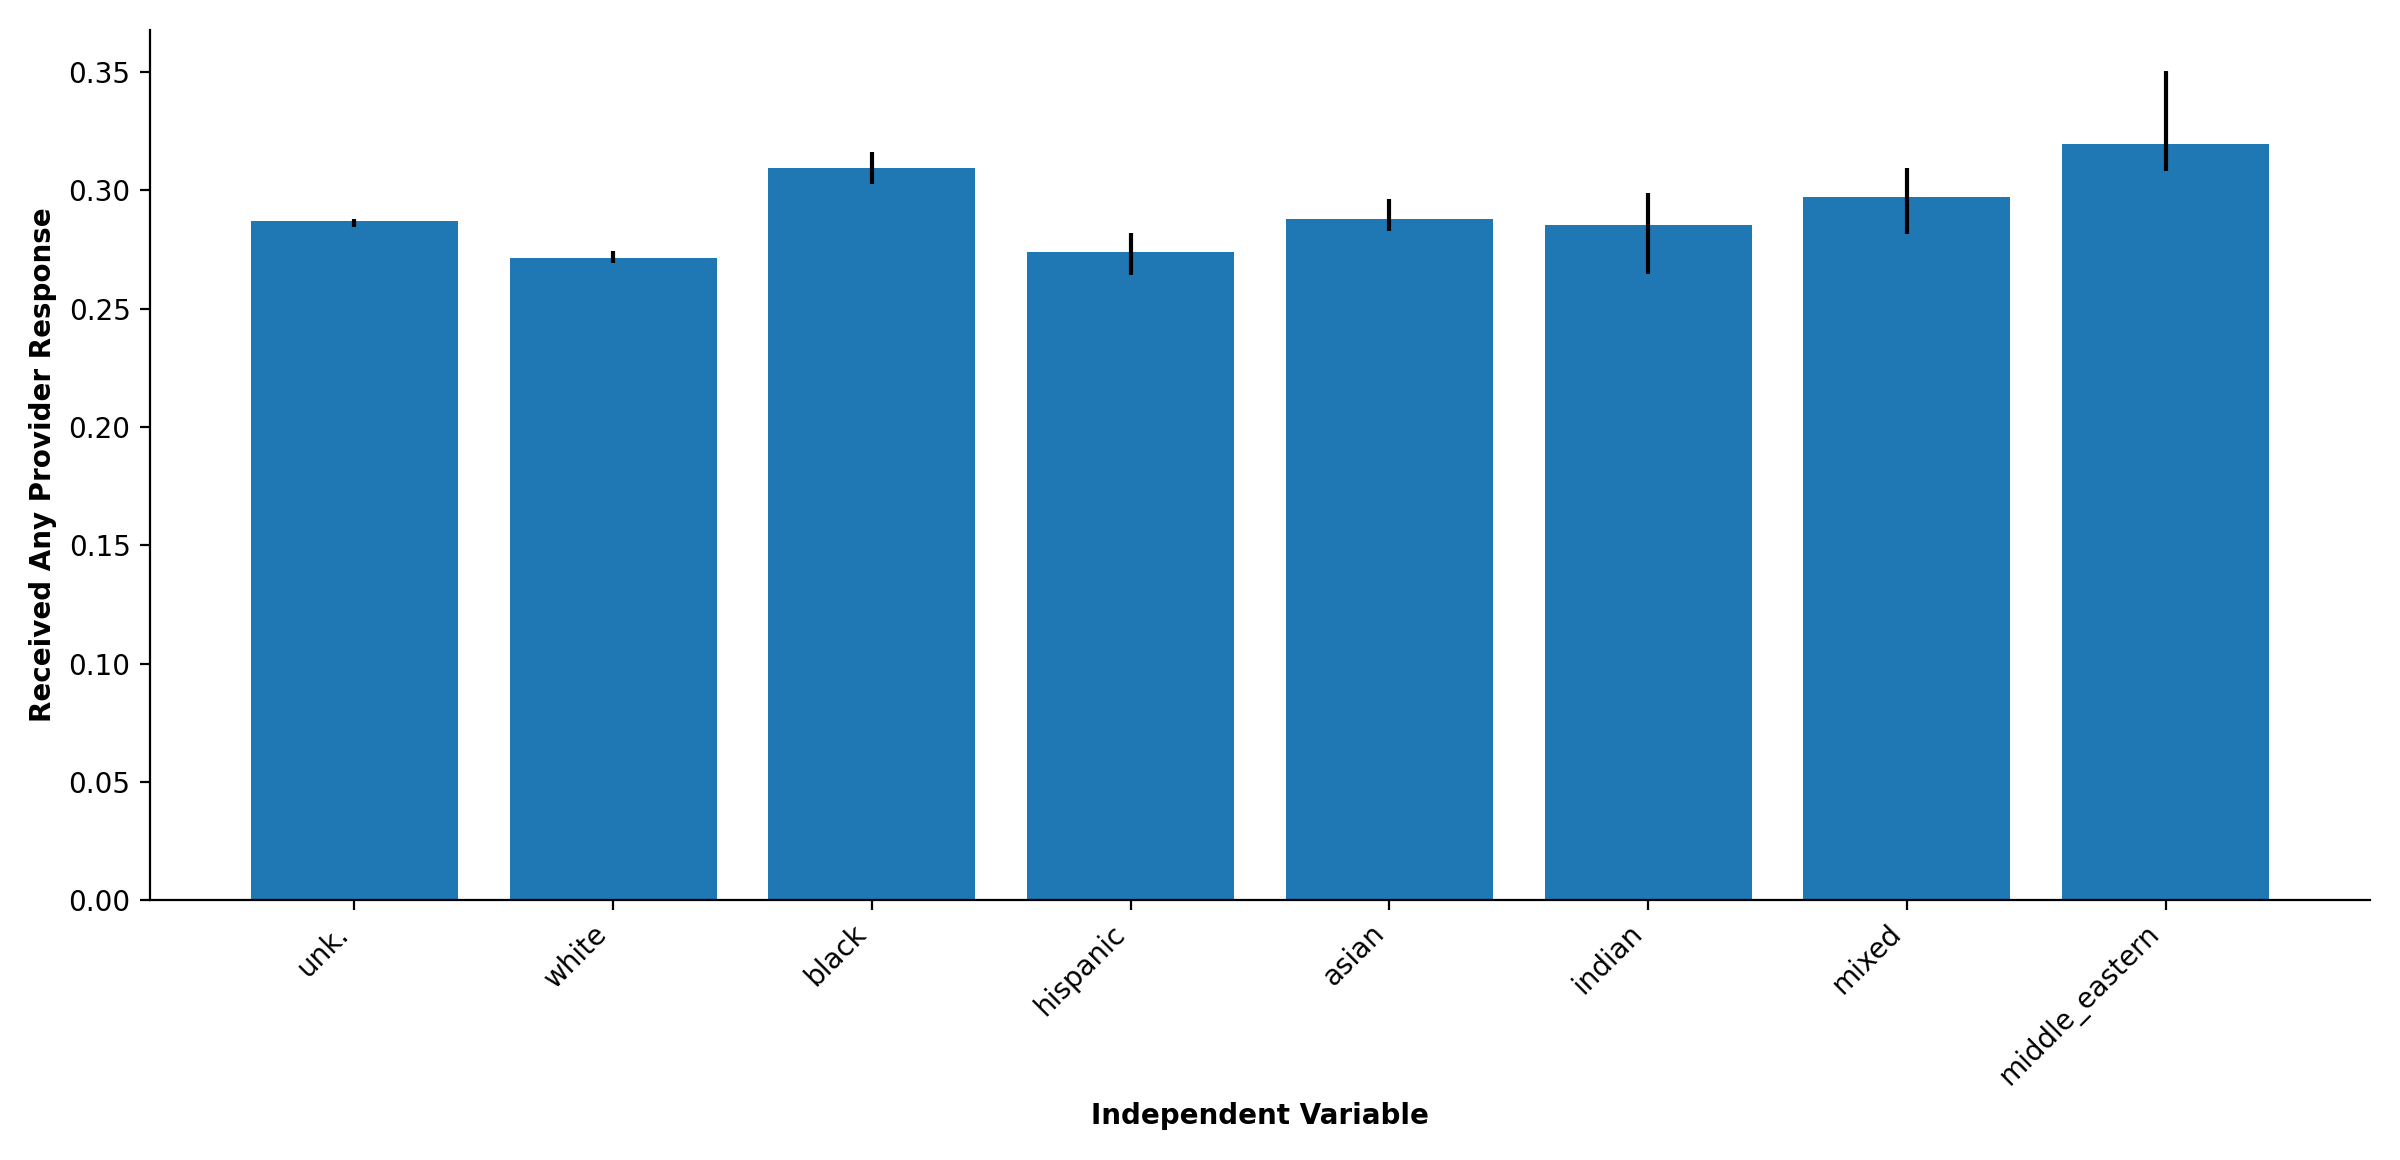 Received Any Provider Response
0.35
0.30
0.25
0.20
0.15
0.10
0.05
0.00
unk.
white
black
hispanic
asian
indian
mixed
middle_eastern
Independent Variable